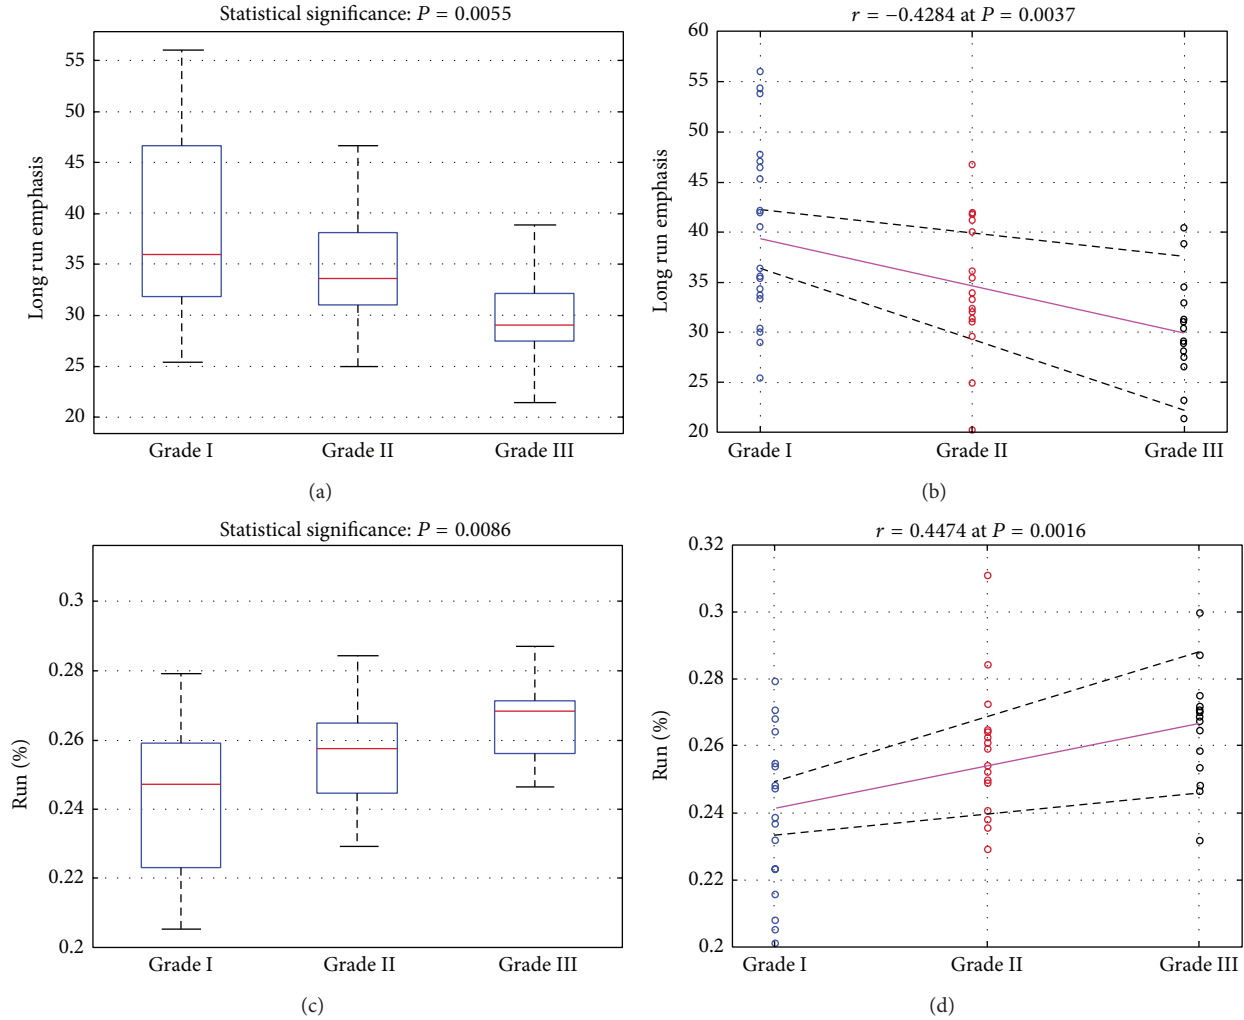 Statistical significance: P = 0.0055
55
50
45
40
35
30
25
20
Long run emphasis
Grade I Grade II Grade III
(a)
r = −0.4284 at P = 0.0037
60
55
50
45
40
35
30
25
20
Long run emphasis
Grade I Grade II Grade III
(b)
Statistical significance: P = 0.0086
0.3
0.28
0.26
0.24
0.22
0.2
Run (%)
Grade I Grade II Grade III
(c)
r = 0.4474 at P = 0.0016
0.32
0.3
0.28
0.26
0.24
0.22
0.2
Run (%)
Grade I Grade II Grade III
(d)